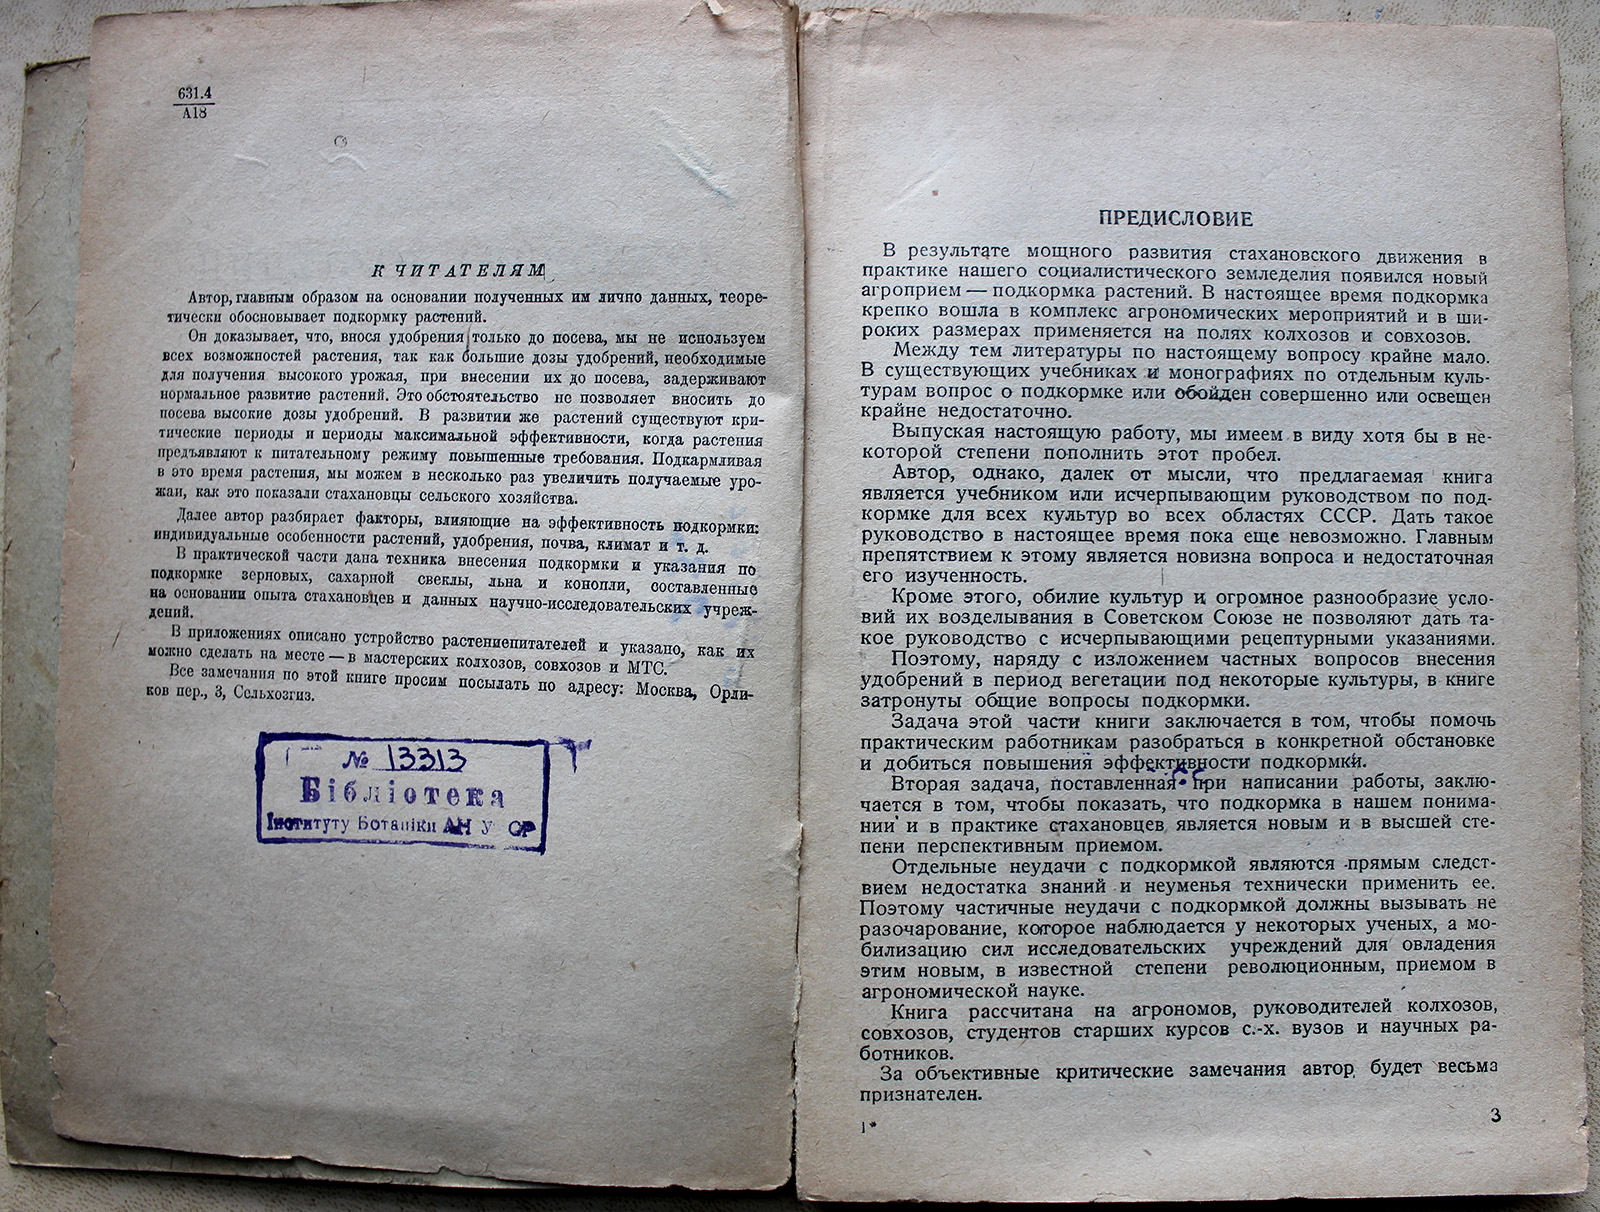 631.4
А18
К ЧИТАТЕЛЯМ
Автор, главным образом на основании полученных им лично данных, теоре-
тически обосновывает подкормку растений.
Он доказывает, что, внося удобрения только до посева, мы не используем
всех возможностей растения, так как большие дозы удобрений, необходимые
для получения высокого урожая, при внесении их до посева, задерживают
нормальное развитие растений. Это обстоятельство не позволяет вносить до
посева высокие дозы удобрений. В развитии же растений существуют кри-
тические периоды и периоды максимальной эффективности, когда растения
предъявляют к питательному режиму повышенные требования. Подкармливая
в это время растения, мы можем в несколько раз увеличить получаемые уро-
жаи, как это показали стахановцы сельского хозяйства.
Далее автор разбирает факторы, влияющие на эффективность подкормки:
индивидуальные особенности растений, удобрения, почва, климат и т. д.
В практической части дана техника внесения подкормки и указания по
подкормке зерновых, сахарной свеклы, льна и конопли, составленные
на основании опыта стахановцев и данных научно-исследовательских учреж-
дений.
В приложениях описано устройство растениепитателей и указано, как их
можно сделать на месте — в мастерских колхозов, совхозов и МТС.
Все замечания по этой книге просим посылать по адресу: Москва, Орли-
ков пер., 3, Сельхозгиз.
№ 13313
Бібліотека
Інституту Ботаніки АН У СР
ПРЕДИСЛОВИЕ
В результате мощного развития стахановского движения в
практике нашего социалистического земледелия появился новый
агроприем — подкормка растений. В настоящее время подкормка
крепко вошла в комплекс агрономических мероприятий и в ши-
роких размерах применяется на полях колхозов и совхозов.
Между тем литературы по настоящему вопросу крайне мало.
В существующих учебниках и монографиях по отдельным куль-
турам вопрос о подкормке или обойден совершенно или освещен
крайне недостаточно.
Выпуская настоящую работу, мы имеем в виду хотя бы в не-
которой степени пополнить этот пробел.
Автор, однако, далек от мысли, что предлагаемая книга
является учебником или исчерпывающим руководством по под-
кормке для всех культур во всех областях СССР. Дать такое
руководство в настоящее время пока еще невозможно. Главным
препятствием к этому является новизна вопроса и недостаточная
его изученность.
Кроме этого, обилие культур и огромное разнообразие усло-
вий их возделывания в Советском Союзе не позволяют дать та-
кое руководство с исчерпывающими рецептурными указаниями.
Поэтому, наряду с изложением частных вопросов внесения
удобрений в период вегетации под некоторые культуры, в книге
затронуты общие вопросы подкормки.
Задача этой части книги заключается в том, чтобы помочь
практическим работникам разобраться в конкретной обстановке
и добиться повышения эффективности подкормки.
Вторая задача, поставленная при написании работы, заклю-
чается в том, чтобы показать, что подкормка в нашем понима-
нии и в практике стахановцев является новым и в высшей сте-
пени перспективным приемом.
Отдельные неудачи с подкормкой являются прямым следст-
вием недостатка знаний и неуменья технически применить ее.
Поэтому частичные неудачи с подкормкой должны вызывать не
разочарование, которое наблюдается у некоторых ученых, а мо-
билизацию сил исследовательских учреждений для овладения
этим новым, в известной степени революционным, приемом в
агрономической науке.
Книга рассчитана на агрономов, руководителей колхозов,
совхозов, студентов старших курсов с.-х. вузов и научных ра-
ботников.
За объективные критические замечания автор будет весьма
признателен.
1*
3